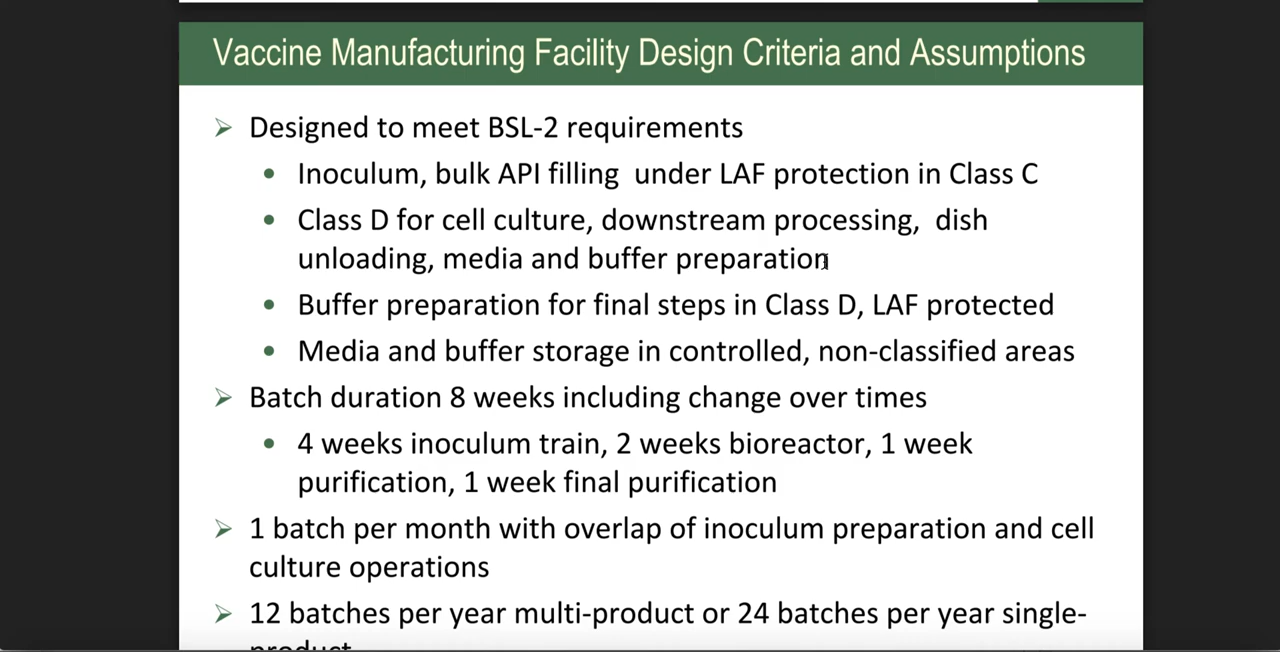 Vaccine Manufacturing Facility Design Criteria and Assumptions
Designed to meet BSL-2 requirements
Inoculum, bulk API filling under LAF protection in Class C
Class D for cell culture, downstream processing, dish
unloading, media and buffer preparation
Buffer preparation for final steps in Class D, LAF protected
Media and buffer storage in controlled, non-classified areas
Batch duration 8 weeks including change over times
4 weeks inoculum train, 2 weeks bioreactor, 1 week
purification, 1 week final purification
1 batch per month with overlap of inoculum preparation and cell
culture operations
12 batches per year multi-product or 24 batches per year single-
product